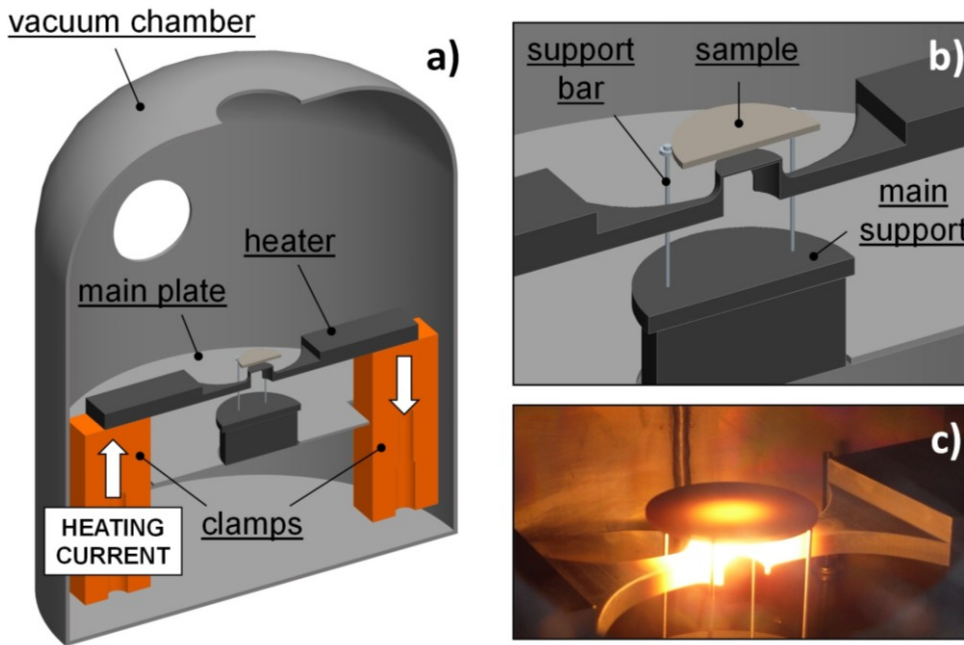 vacuum chamber
a)
heater
main plate
HEATING
CURRENT
clamps
b)
support
bar
sample
main
support
c)